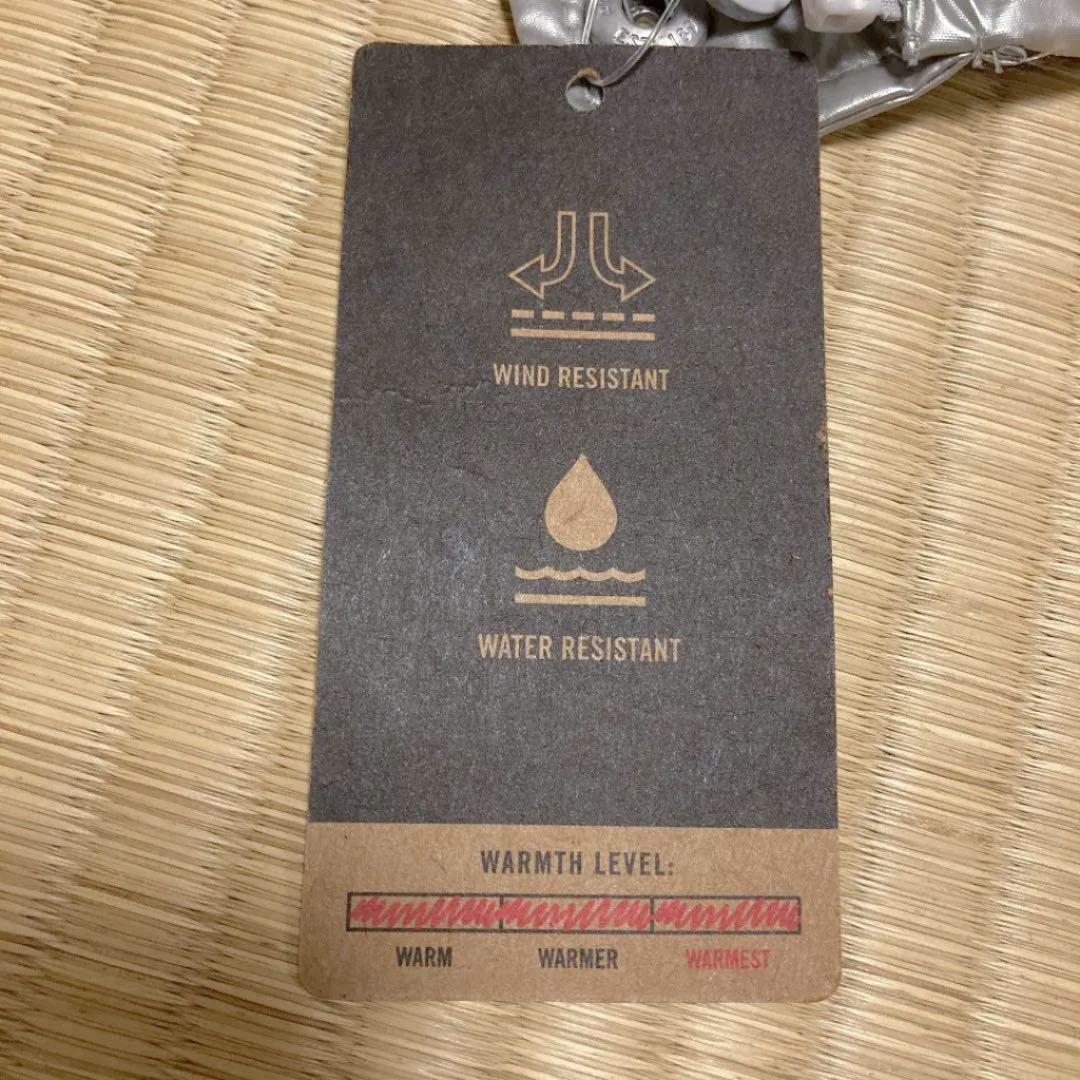 WIND RESISTANT
WATER RESISTANT
WARMTH LEVEL:
WARM WARMER WARMEST